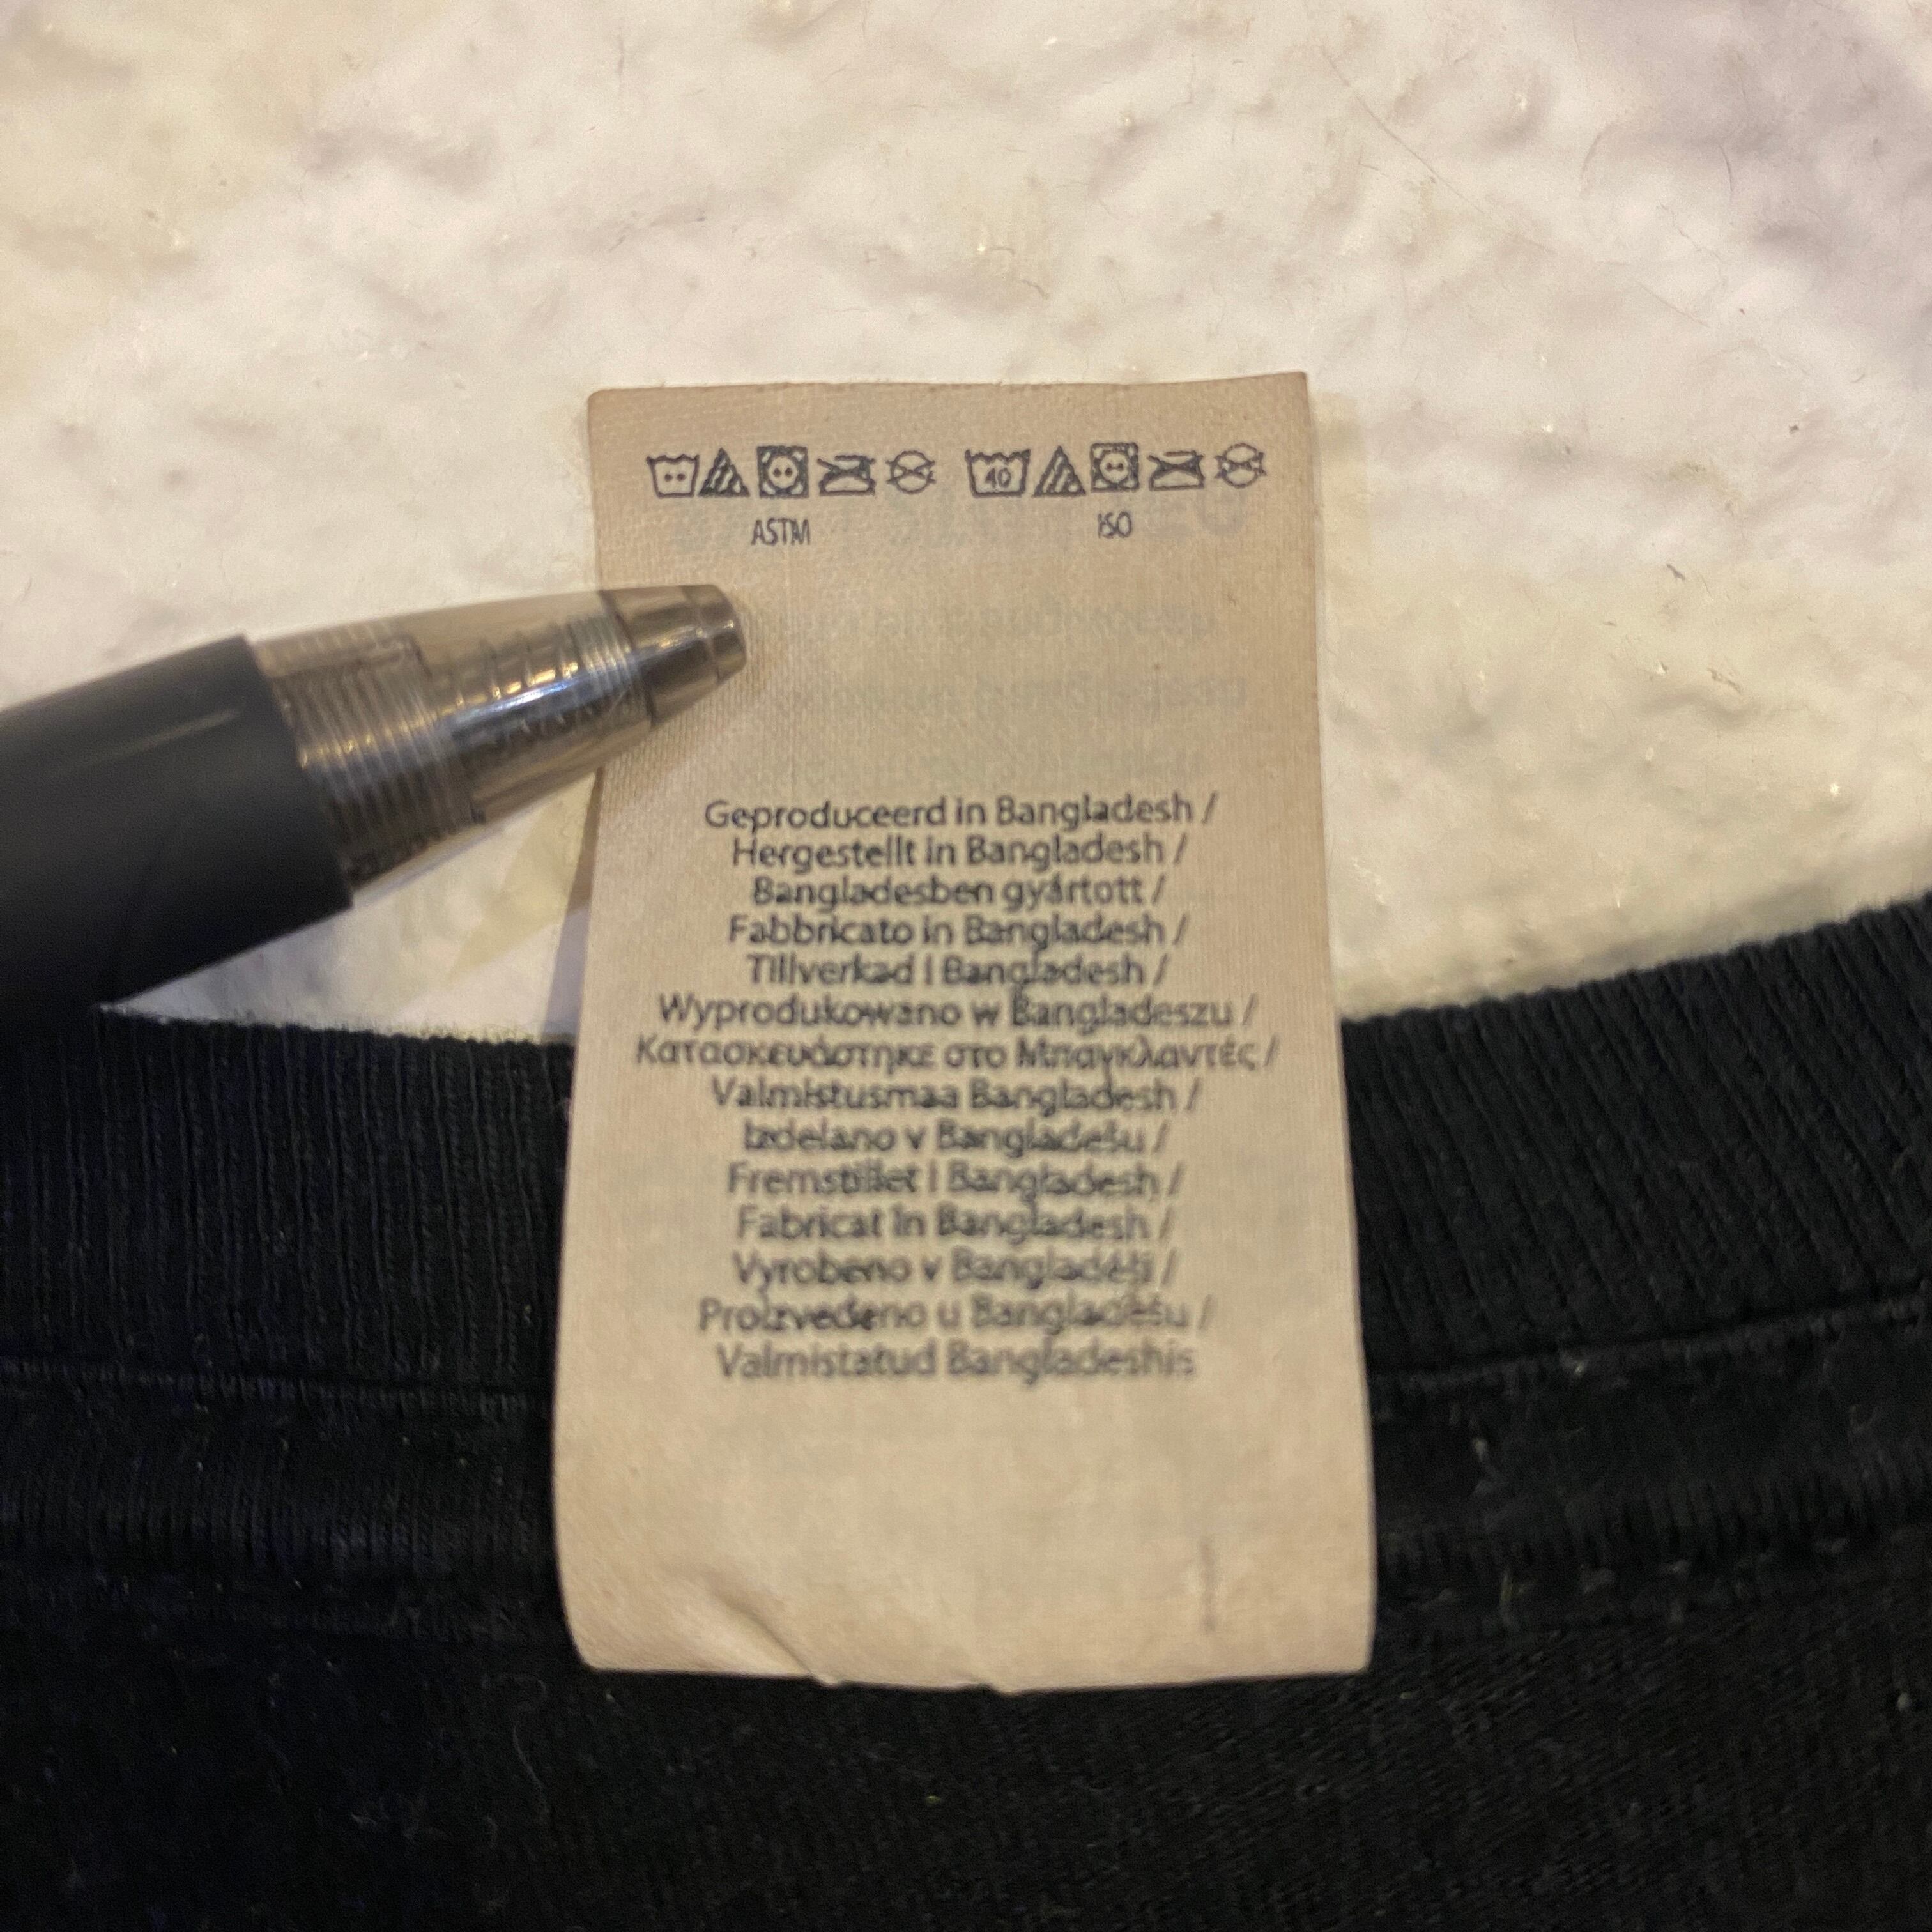 40
ASTM ISO
Geproduceerd in Bangladesh /
Hergestellt in Bangladesh /
Bangladesben gyártott /
Fabbricato in Bangladesh /
Tillverkad i Bangladesh /
Wyprodukowano w Bangladeszu /
Κατασκευάστηκε στο Μπαγκλαντές /
Valmistusmaa Bangladesh /
Izdelano v Bangladešu /
Fremstillet i Bangladesh /
Fabricat în Bangladesh /
Vyrobeno v Bangladéši /
Proizvedeno u Bangladešu /
Valmistatud Bangladeshis